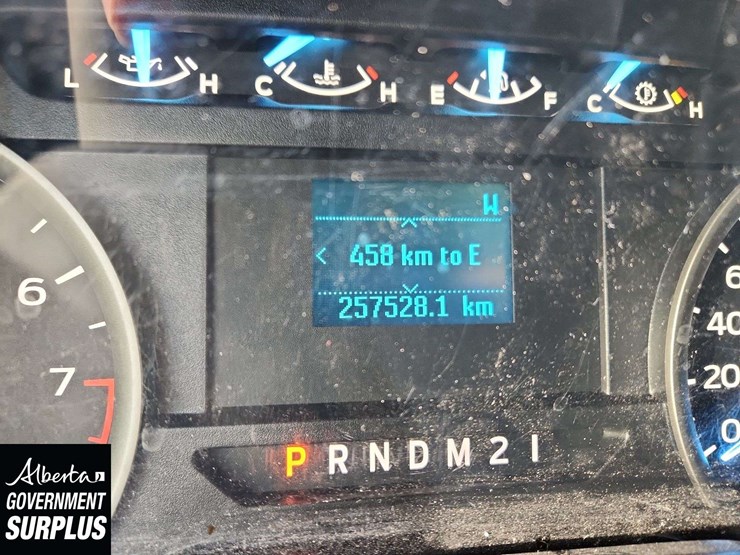 L H C H E F C H
W
< 458 km to E
257528.1 km
6
7
6
40
20
0
P R N D M 2 1
Alberta
GOVERNMENT
SURPLUS